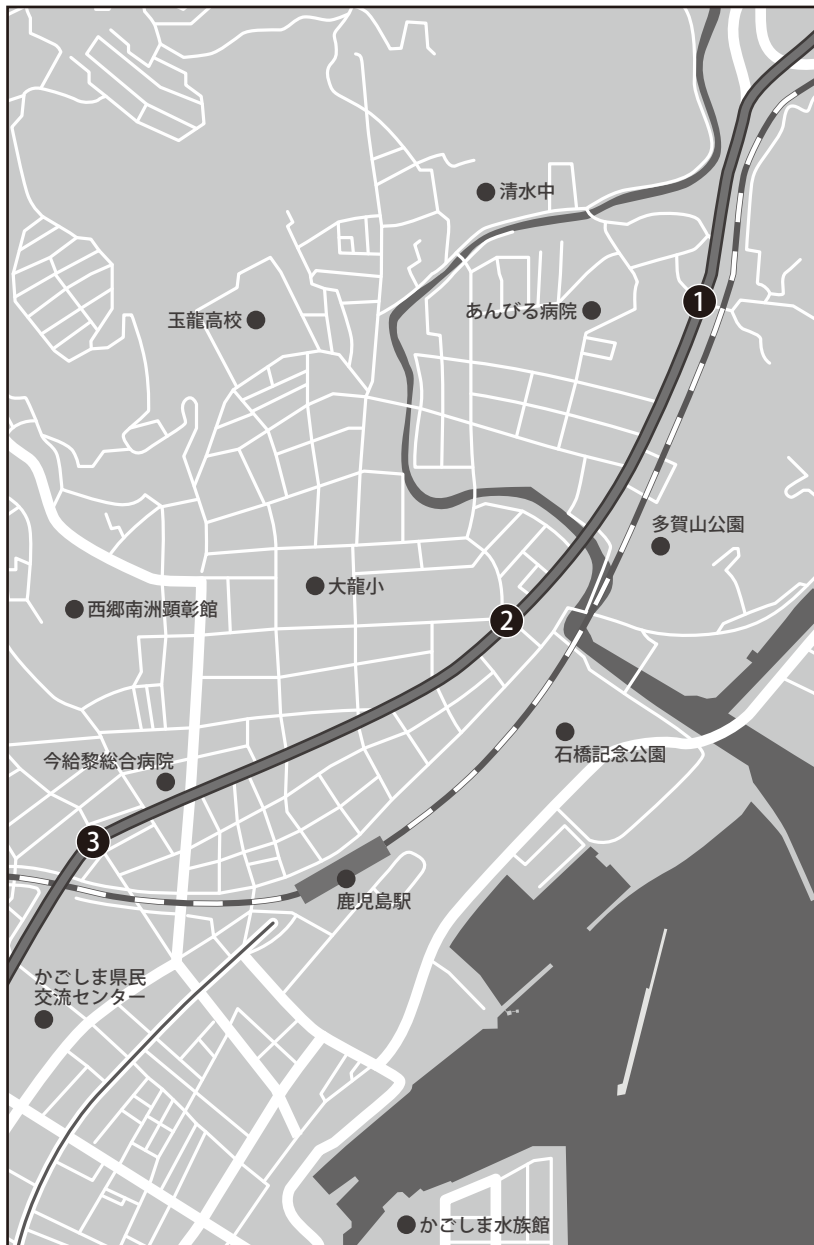 清水中
1
あんびる病院
玉龍高校
多賀山公園
大龍小
西郷南洲顕彰館
2
石橋記念公園
今給黎総合病院
3
鹿児島駅
かごしま県民
交流センター
かごしま水族館